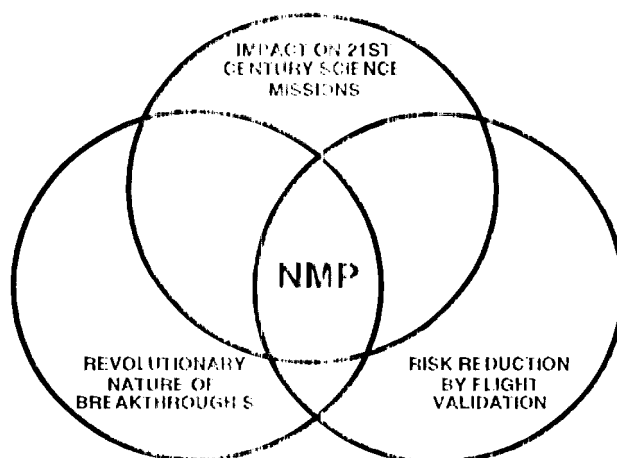 IMPACT ON 21ST
CENTURY SCIENCE
MISSIONS
NMP
REVOLUTIONARY
NATURE OF
BREAKTHROUGHS
RISK REDUCTION
BY FLIGHT
VALIDATION